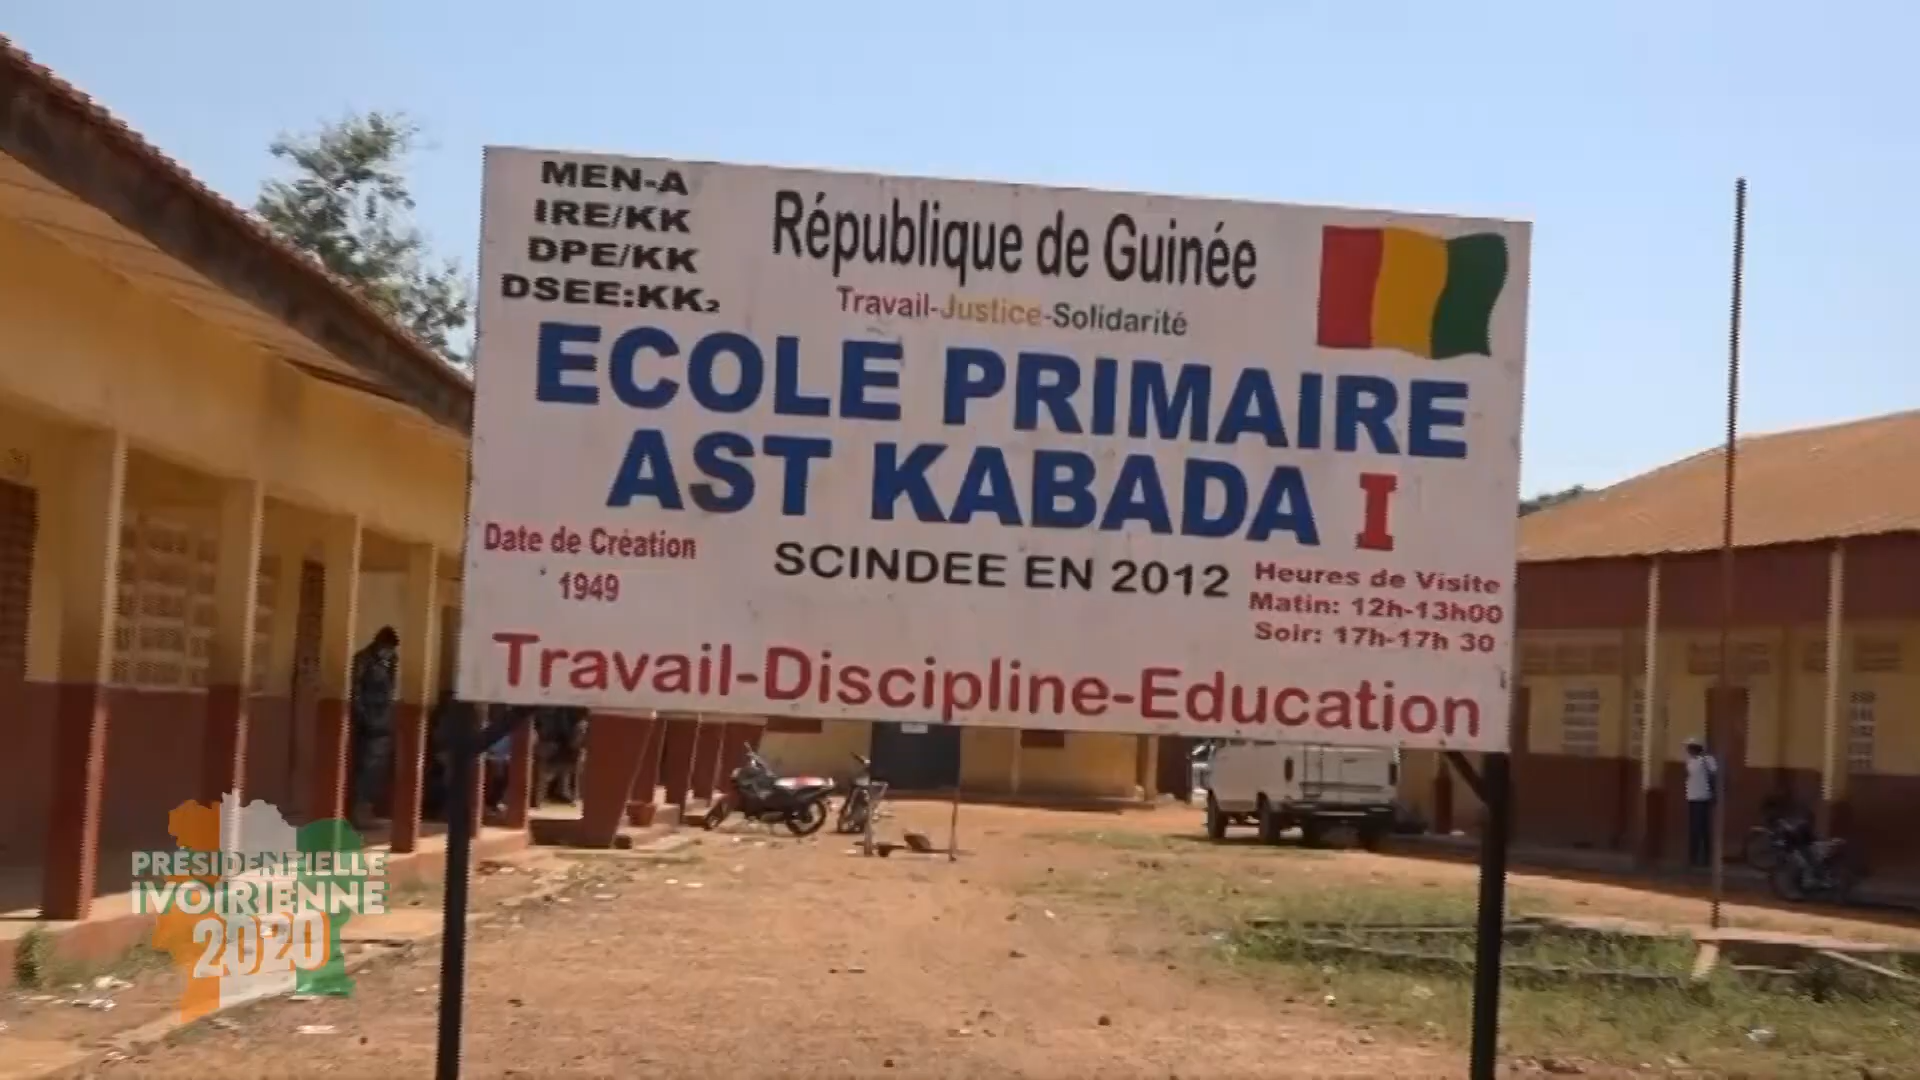 MEN-A
IRE/KK
DPE/KK
DSEE:KK₂
République de Guinée
Travail-Justice-Solidarité
ECOLE PRIMAIRE
AST KABADA I
Date de Création
1949
SCINDEE EN 2012
Heures de Visite
Matin: 12h-13h00
Soir: 17h-17h 30
Travail-Discipline-Education
PRÉSIDENTIELLE
IVOIRIENNE
2020